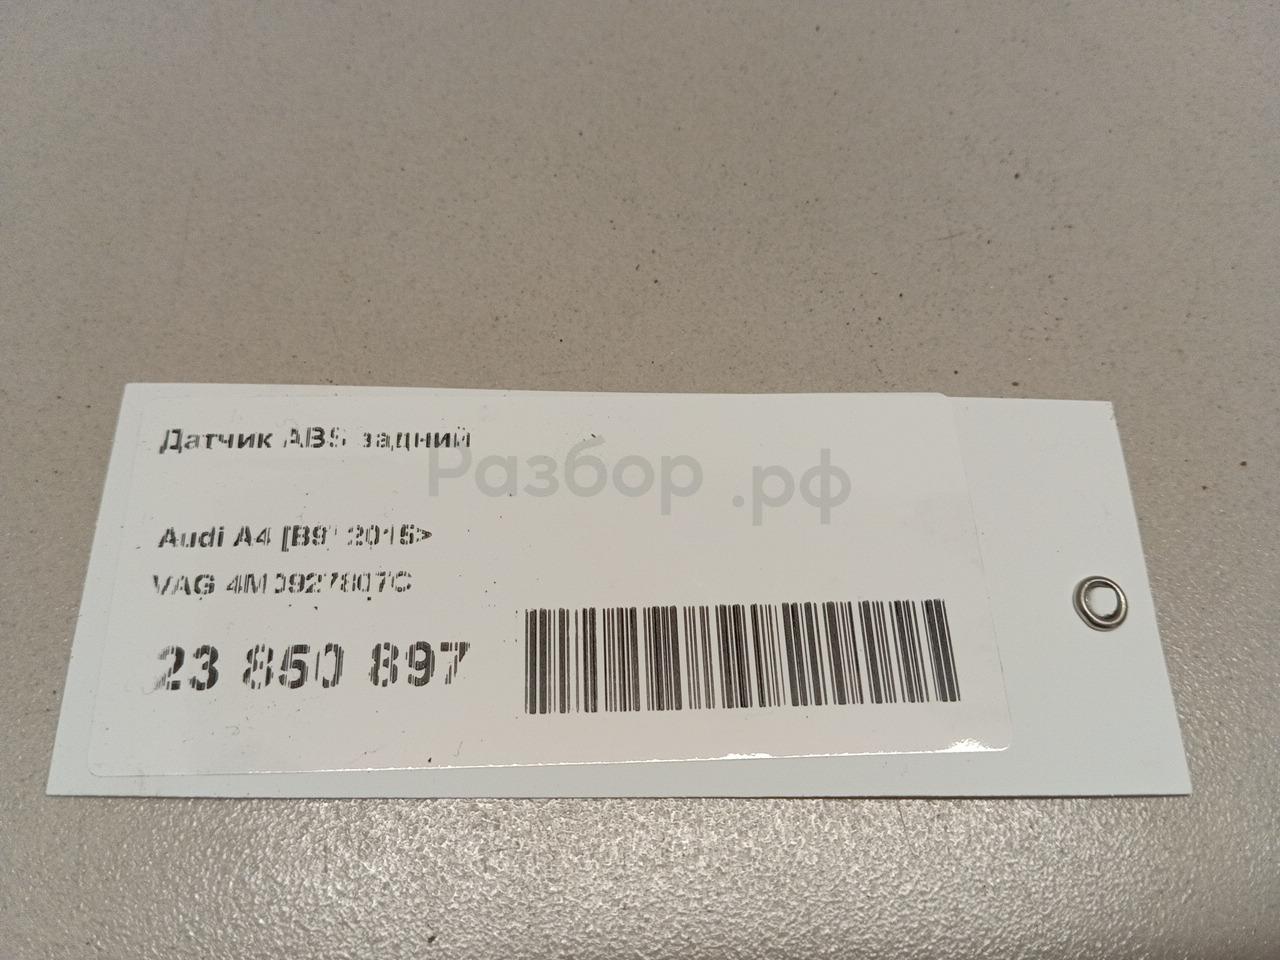 Датчик ABS задний
Разбор.рф
Audi A4 [B9] 2015>
VAG 4M0927807C
23 850 897